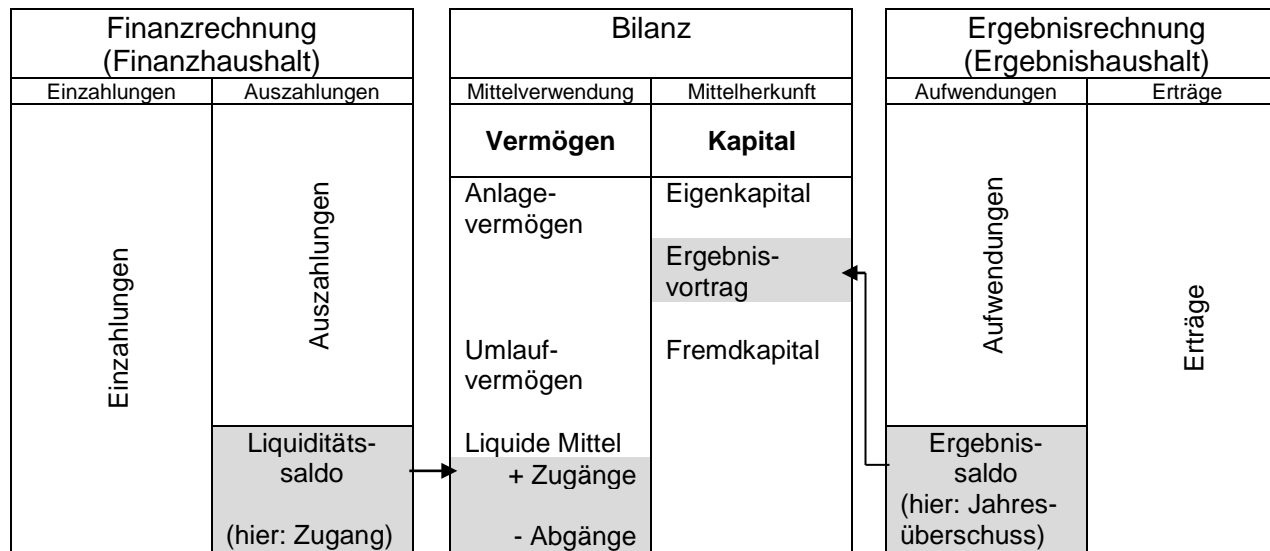 Finanzrechnung
(Finanzhaushalt)
Einzahlungen
Auszahlungen
Einzahlungen
Auszahlungen
Liquiditäts-
saldo
(hier: Zugang)
Bilanz
Mittelverwendung
Mittelherkunft
Vermögen
Kapital
Anlage-
vermögen
Umlauf-
vermögen
Liquide Mittel
+ Zugänge
- Abgänge
Eigenkapital
Ergebnis-
vortrag
Fremdkapital
Ergebnisrechnung
(Ergebnishaushalt)
Aufwendungen
Erträge
Aufwendungen
Ergebnis-
saldo
(hier: Jahres-
überschuss)
Erträge